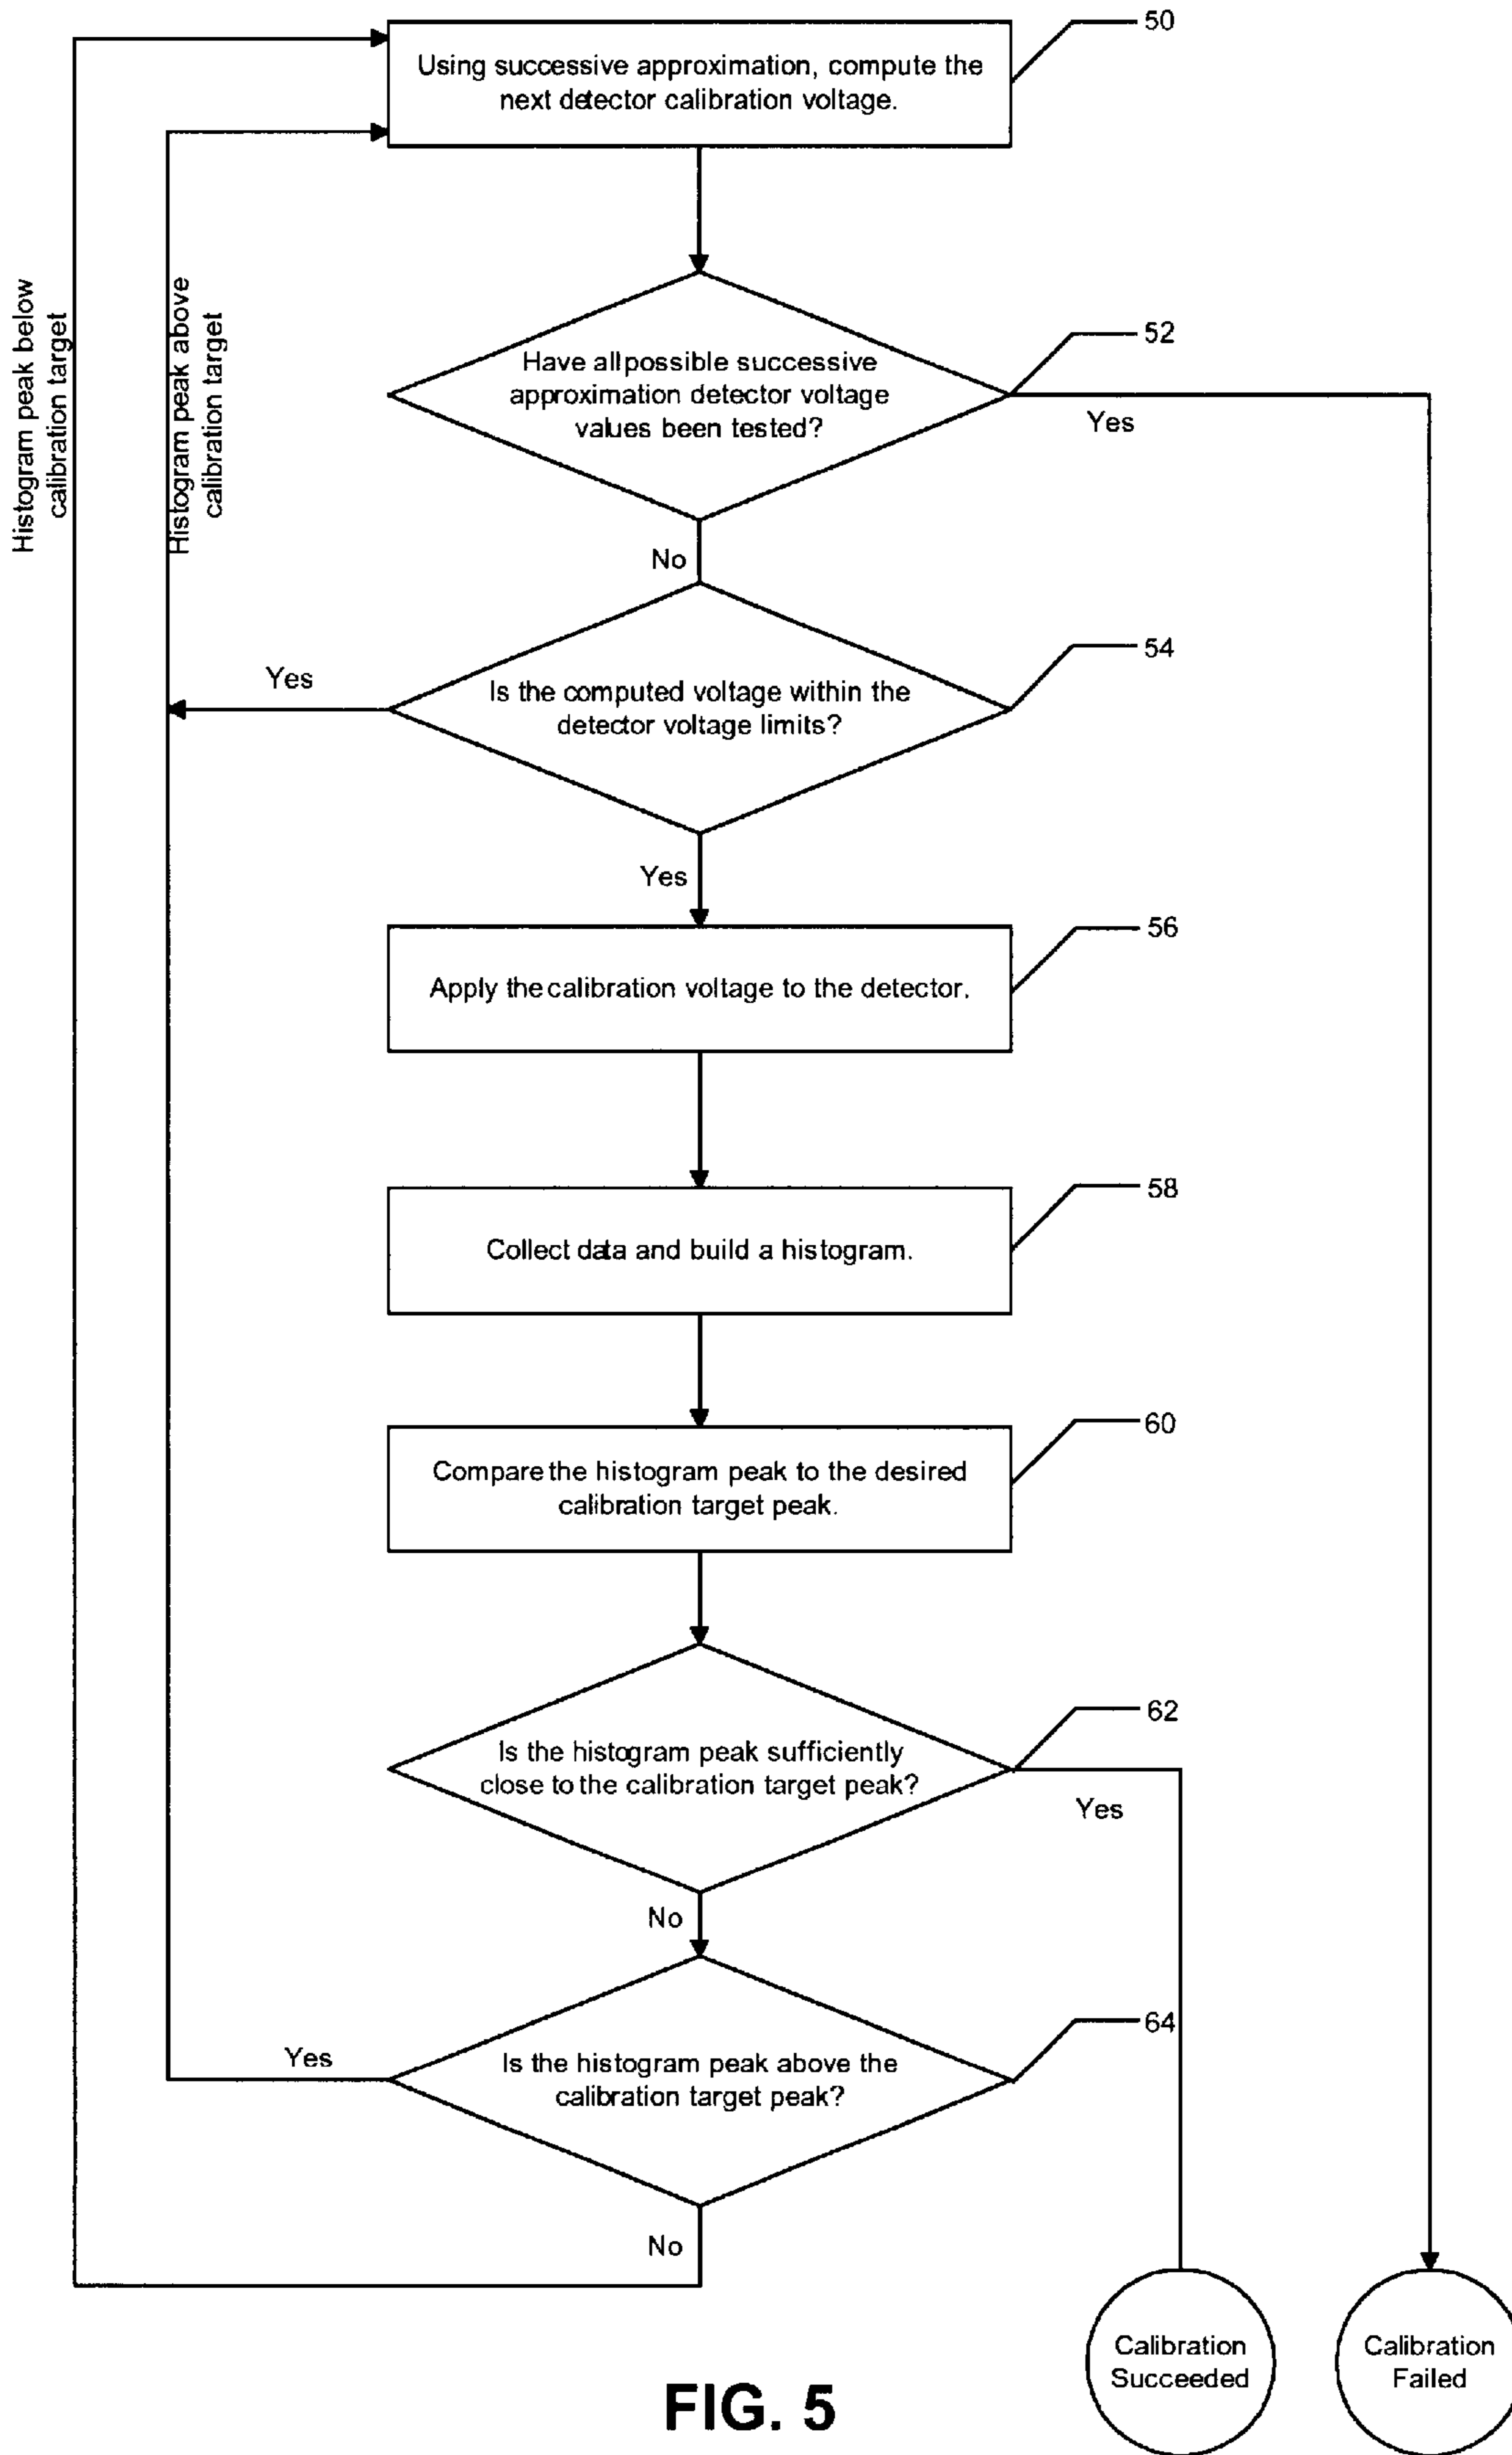 50
Using successive approximation, compute the
next detector calibration voltage.
Histogram peak below
calibration target
Histogram peak above
calibration target
52
Have all possible successive
approximation detector voltage
values been tested?
Yes
No
54
Yes
Is the computed voltage within the
detector voltage limits?
Yes
56
Apply the calibration voltage to the detector.
58
Collect data and build a histogram.
60
Compare the histogram peak to the desired
calibration target peak.
62
Is the histogram peak sufficiently
close to the calibration target peak?
Yes
No
64
Yes
Is the histogram peak above the
calibration target peak?
No
Calibration
Succeeded
Calibration
Failed
FIG. 5